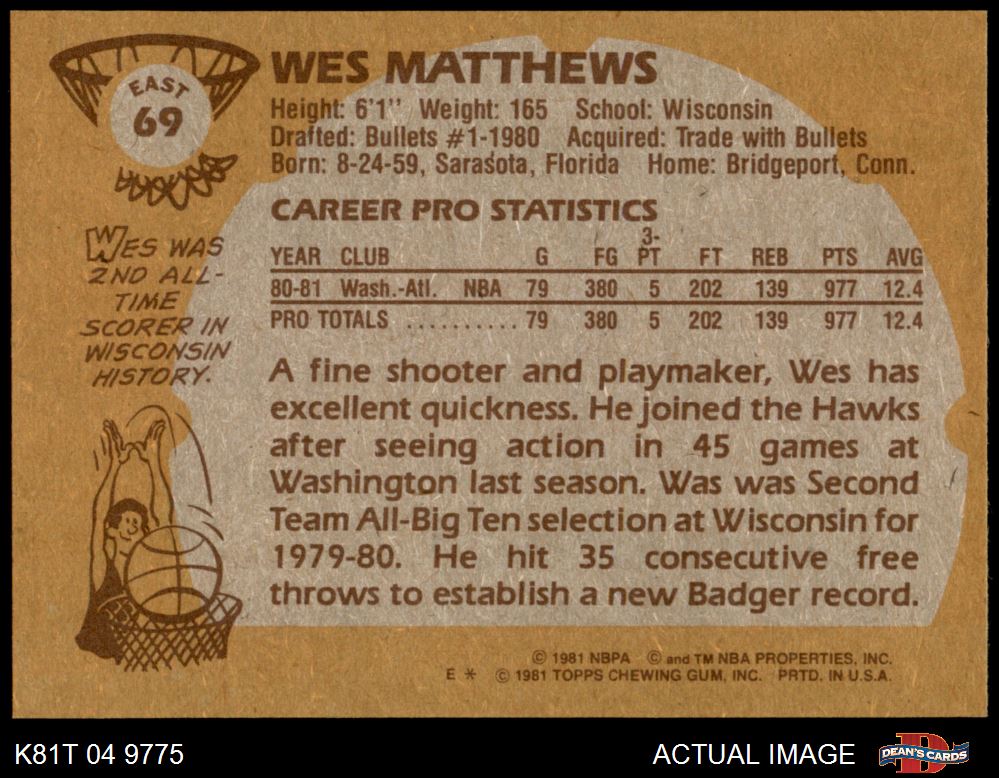 EAST
69
WES MATTHEWS
Height: 6'1" Weight: 165 School: Wisconsin
Drafted: Bullets #1-1980 Acquired: Trade with Bullets
Born: 8-24-59, Sarasota, Florida Home: Bridgeport, Conn.
WES WAS
2ND ALL-
TIME
SCORER IN
WISCONSIN
HISTORY.
CAREER PRO STATISTICS
YEAR CLUB G FG 3-PT FT REB PTS AVG
80-81 Wash.-Atl. NBA 79 380 5 202 139 977 12.4
PRO TOTALS .......... 79 380 5 202 139 977 12.4
A fine shooter and playmaker, Wes has
excellent quickness. He joined the Hawks
after seeing action in 45 games at
Washington last season. Was was Second
Team All-Big Ten selection at Wisconsin for
1979-80. He hit 35 consecutive free
throws to establish a new Badger record.
© 1981 NBPA © and TM NBA PROPERTIES, INC.
E * © 1981 TOPPS CHEWING GUM, INC. PRTD. IN U.S.A.
K81T 04 9775
ACTUAL IMAGE
DEAN'S CARDS